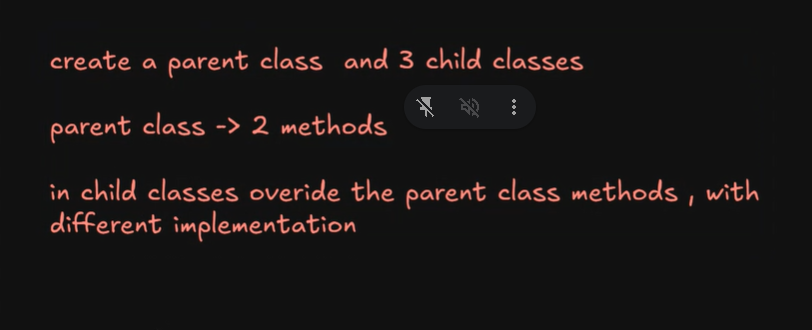 create a parent class and 3 child classes
parent class -> 2 methods
in child classes overide the parent class methods , with
different implementation